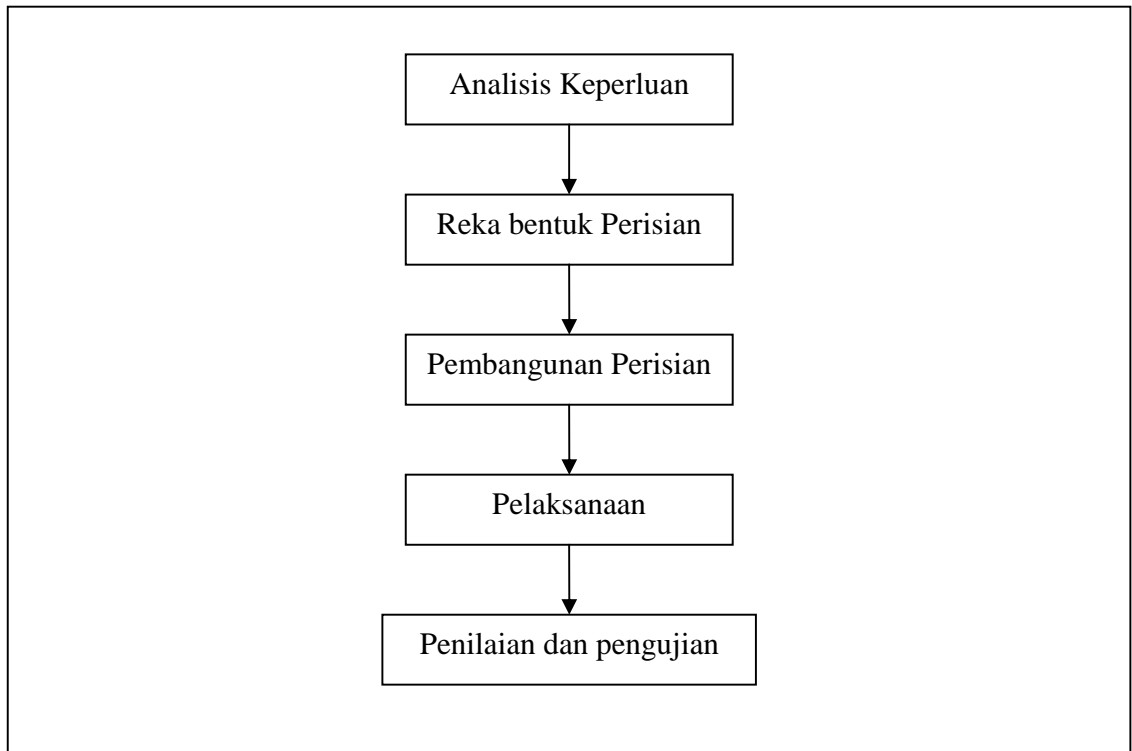 Analisis Keperluan
Reka bentuk Perisian
Pembangunan Perisian
Pelaksanaan
Penilaian dan pengujian